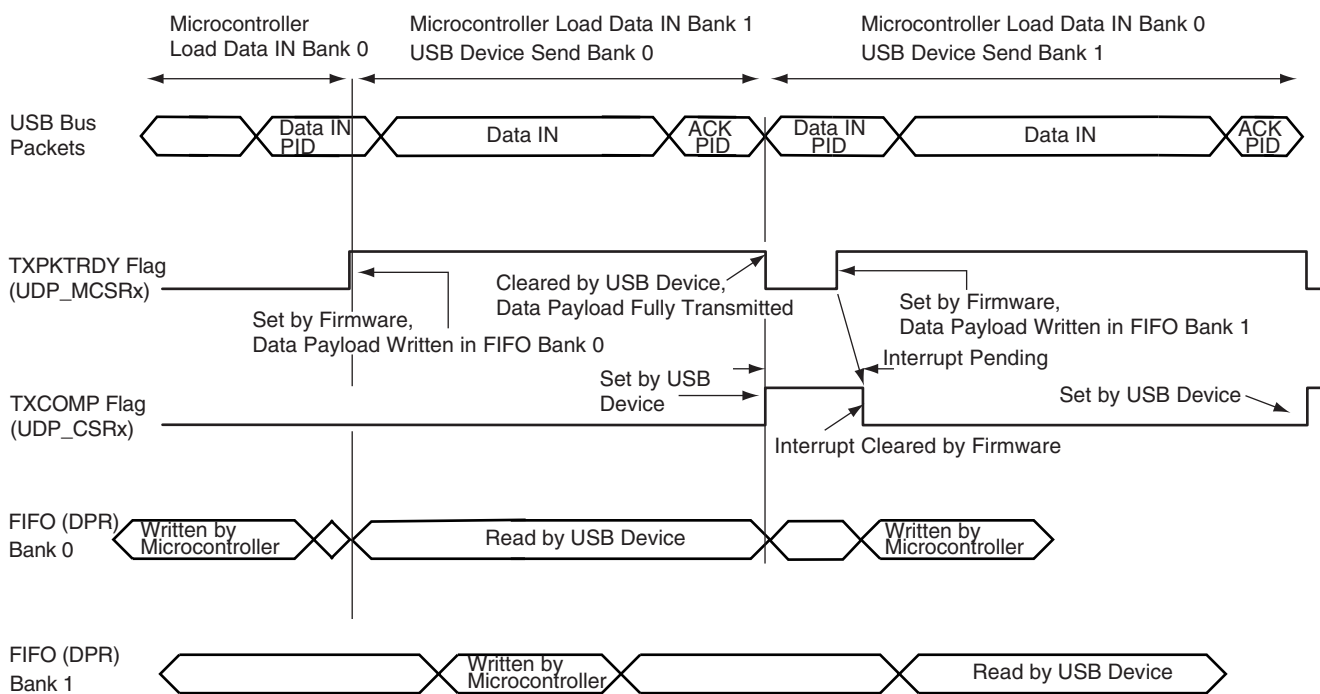 Microcontroller
Load Data IN Bank 0
Microcontroller Load Data IN Bank 1
USB Device Send Bank 0
Microcontroller Load Data IN Bank 0
USB Device Send Bank 1
USB Bus
Packets
Data IN
PID
Data IN
ACK
PID
Data IN
PID
Data IN
ACK
PID
TXPKTRDY Flag
(UDP_MCSRx)
Set by Firmware,
Data Payload Written in FIFO Bank 0
Cleared by USB Device,
Data Payload Fully Transmitted
Set by Firmware,
Data Payload Written in FIFO Bank 1
Interrupt Pending
Set by USB
Device
TXCOMP Flag
(UDP_CSRx)
Set by USB Device
Interrupt Cleared by Firmware
FIFO (DPR)
Bank 0
Written by
Microcontroller
Read by USB Device
Written by
Microcontroller
FIFO (DPR)
Bank 1
Written by
Microcontroller
Read by USB Device